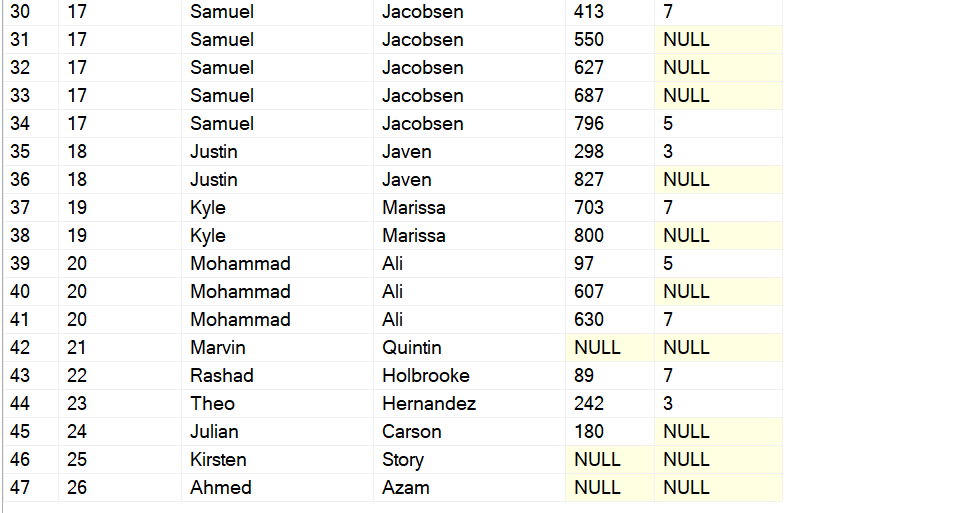 30 17 Samuel Jacobsen 413 7
31 17 Samuel Jacobsen 550 NULL
32 17 Samuel Jacobsen 627 NULL
33 17 Samuel Jacobsen 687 NULL
34 17 Samuel Jacobsen 796 5
35 18 Justin Javen 298 3
36 18 Justin Javen 827 NULL
37 19 Kyle Marissa 703 7
38 19 Kyle Marissa 800 NULL
39 20 Mohammad Ali 97 5
40 20 Mohammad Ali 607 NULL
41 20 Mohammad Ali 630 7
42 21 Marvin Quintin NULL NULL
43 22 Rashad Holbrooke 89 7
44 23 Theo Hernandez 242 3
45 24 Julian Carson 180 NULL
46 25 Kirsten Story NULL NULL
47 26 Ahmed Azam NULL NULL